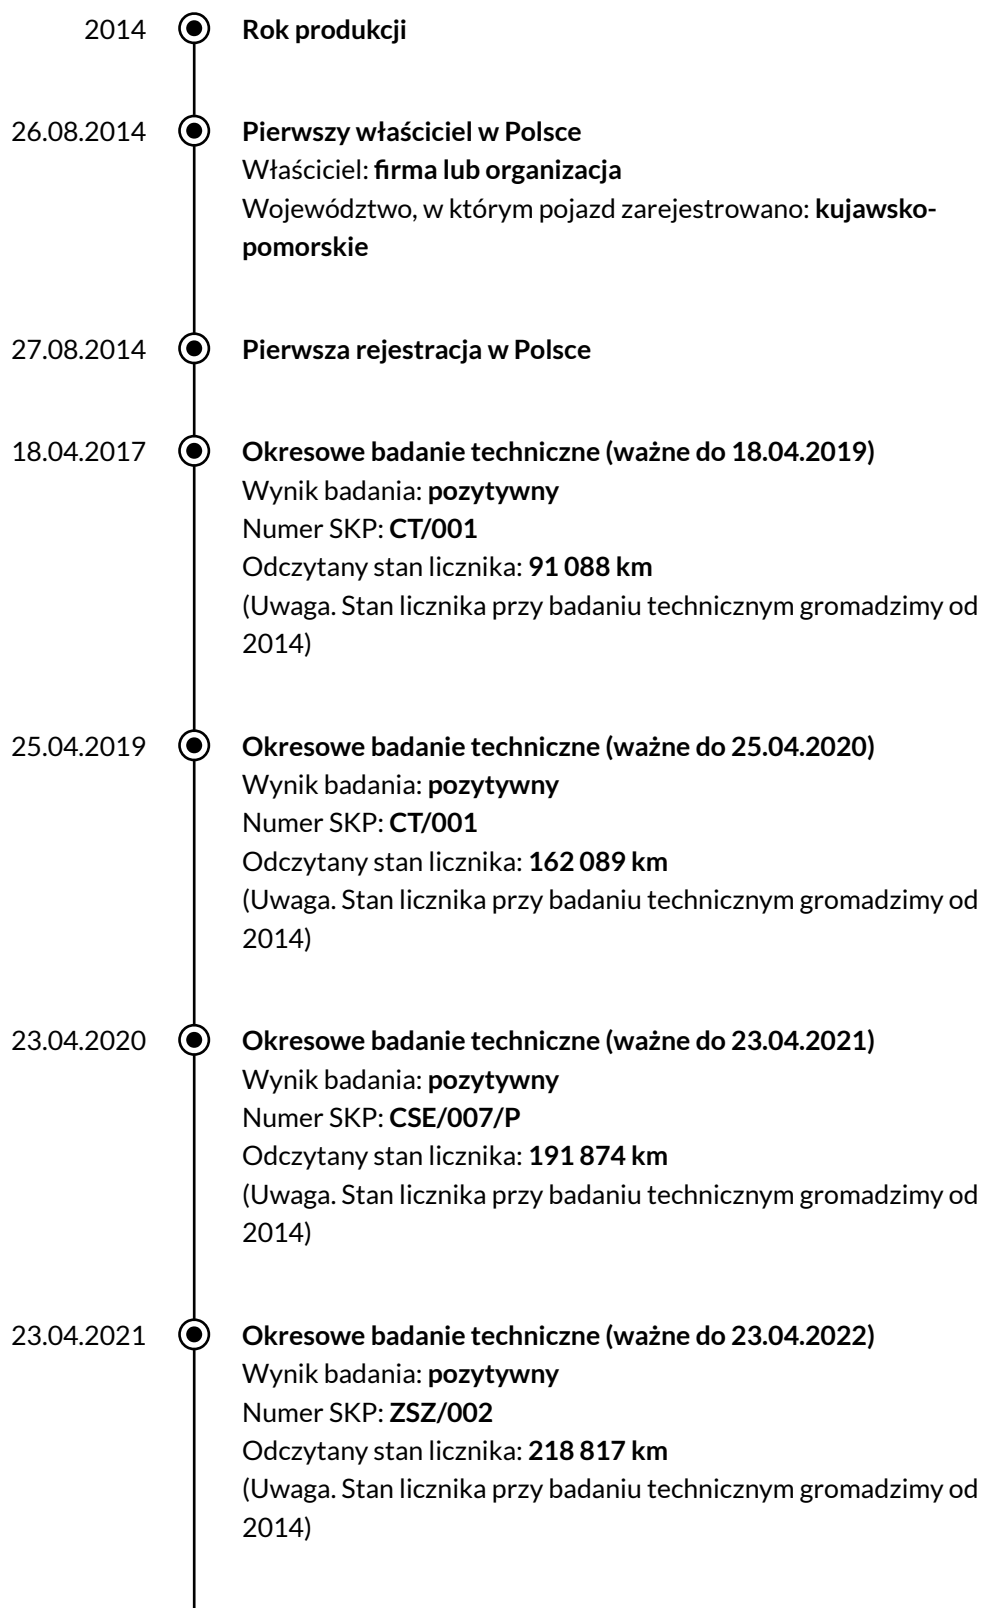 2014 Rok produkcji
26.08.2014 Pierwszy właściciel w Polsce
Właściciel: firma lub organizacja
Województwo, w którym pojazd zarejestrowano: kujawsko-
pomorskie
27.08.2014 Pierwsza rejestracja w Polsce
18.04.2017 Okresowe badanie techniczne (ważne do 18.04.2019)
Wynik badania: pozytywny
Numer SKP: CT/001
Odczytany stan licznika: 91 088 km
(Uwaga. Stan licznika przy badaniu technicznym gromadzimy od
2014)
25.04.2019 Okresowe badanie techniczne (ważne do 25.04.2020)
Wynik badania: pozytywny
Numer SKP: CT/001
Odczytany stan licznika: 162 089 km
(Uwaga. Stan licznika przy badaniu technicznym gromadzimy od
2014)
23.04.2020 Okresowe badanie techniczne (ważne do 23.04.2021)
Wynik badania: pozytywny
Numer SKP: CSE/007/P
Odczytany stan licznika: 191 874 km
(Uwaga. Stan licznika przy badaniu technicznym gromadzimy od
2014)
23.04.2021 Okresowe badanie techniczne (ważne do 23.04.2022)
Wynik badania: pozytywny
Numer SKP: ZSZ/002
Odczytany stan licznika: 218 817 km
(Uwaga. Stan licznika przy badaniu technicznym gromadzimy od
2014)